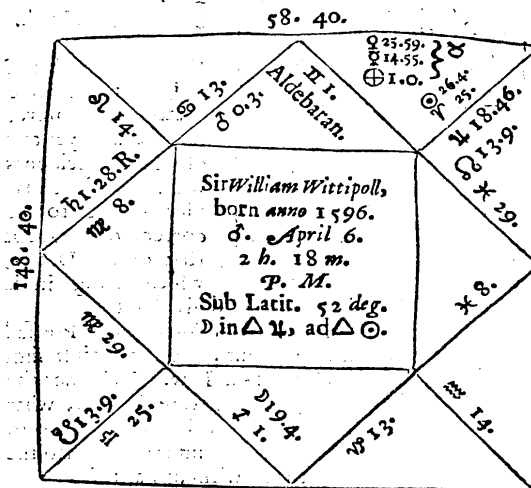 58. 40.
♀ 25.59.
☿ 14.55.
⊕ 1.0.
♉
☉ 26.4.
♈ 25.
♃ 18.46.
☊ 13.9.
♓ 29.
♊ 1.
Aldebaran.
♋ 13.
♂ 0.3.
♌ 14.
♄ 1.28.R.
♍ 8.
148. 40.
Sir William Wittipoll,
born anno 1596.
♂. April 6.
2 h. 18 m.
P. M.
Sub Latit. 52 deg.
☽ in △ ♃, ad △ ☉.
♓ 8.
♍ 29.
☋ 13.9.
♎ 25.
☽ 19.4.
♐ 1.
♑ 13.
♒ 14.